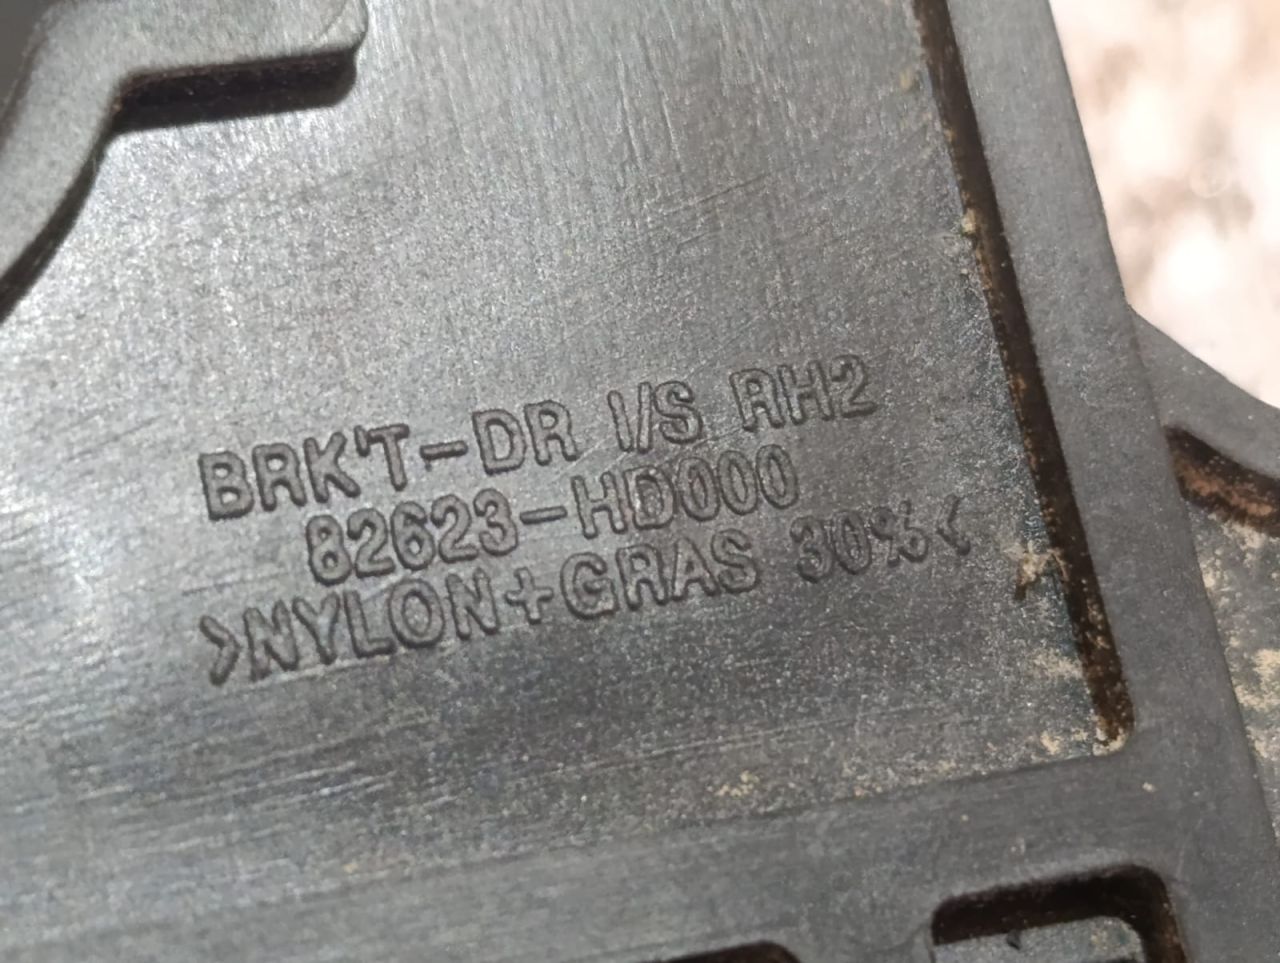 BRK'T-DR I/S RH2
82623-HD000
>NYLON+GRAS 30%<